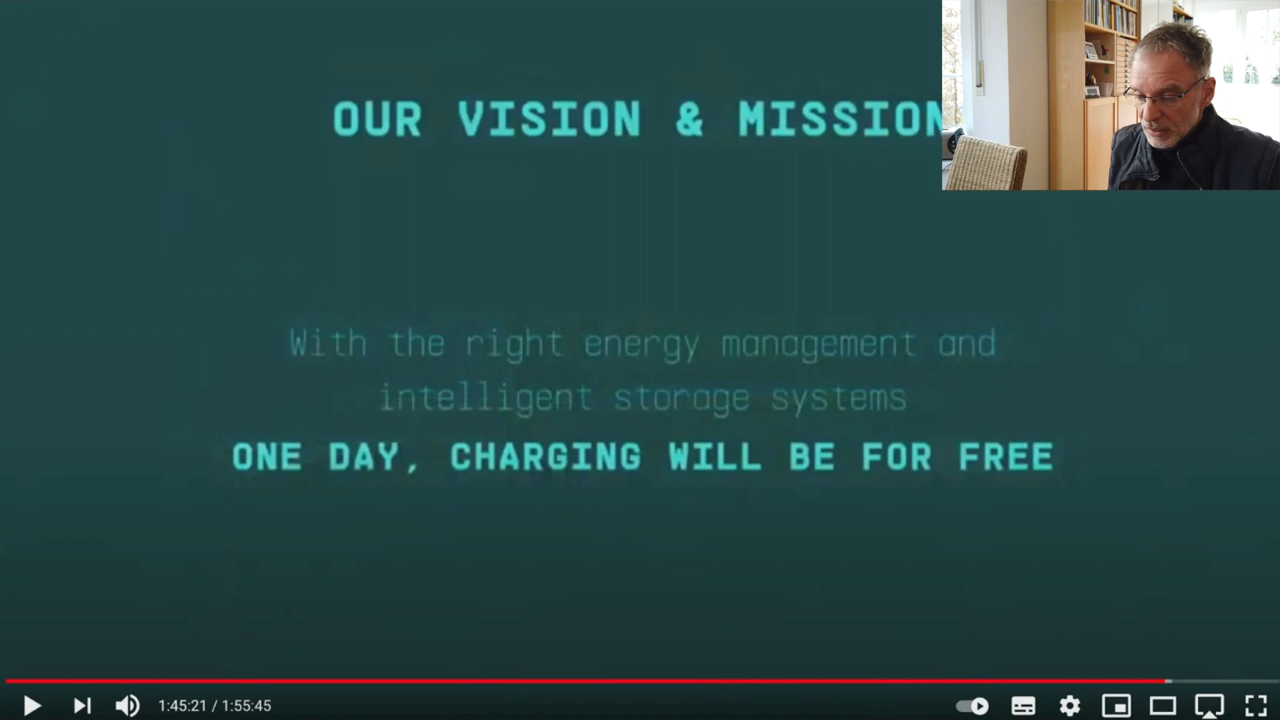 OUR VISION & MISSION
With the right energy management and
intelligent storage systems
ONE DAY, CHARGING WILL BE FOR FREE
1:45:21 / 1:55:45